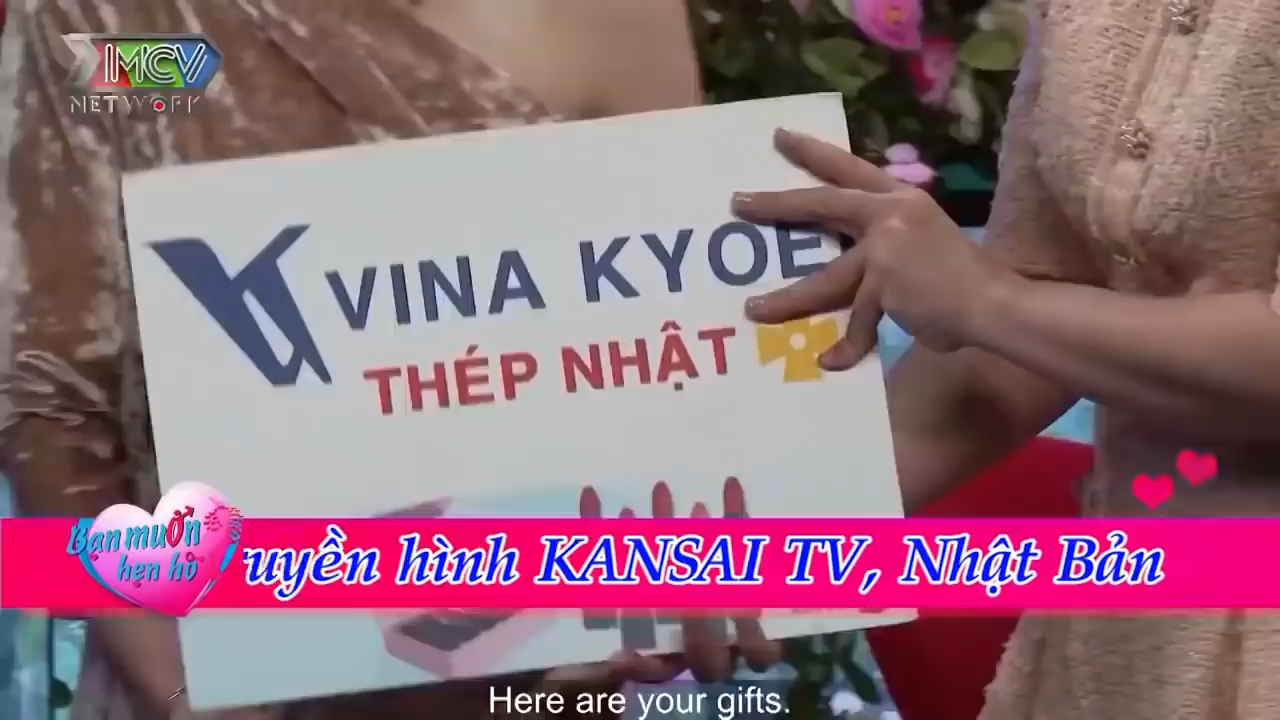 MCV
NETWORK
VINA KYOE
THÉP NHẬT
Bạn muốn
hẹn hò
ruyền hình KANSAI TV, Nhật Bản
Here are your gifts.